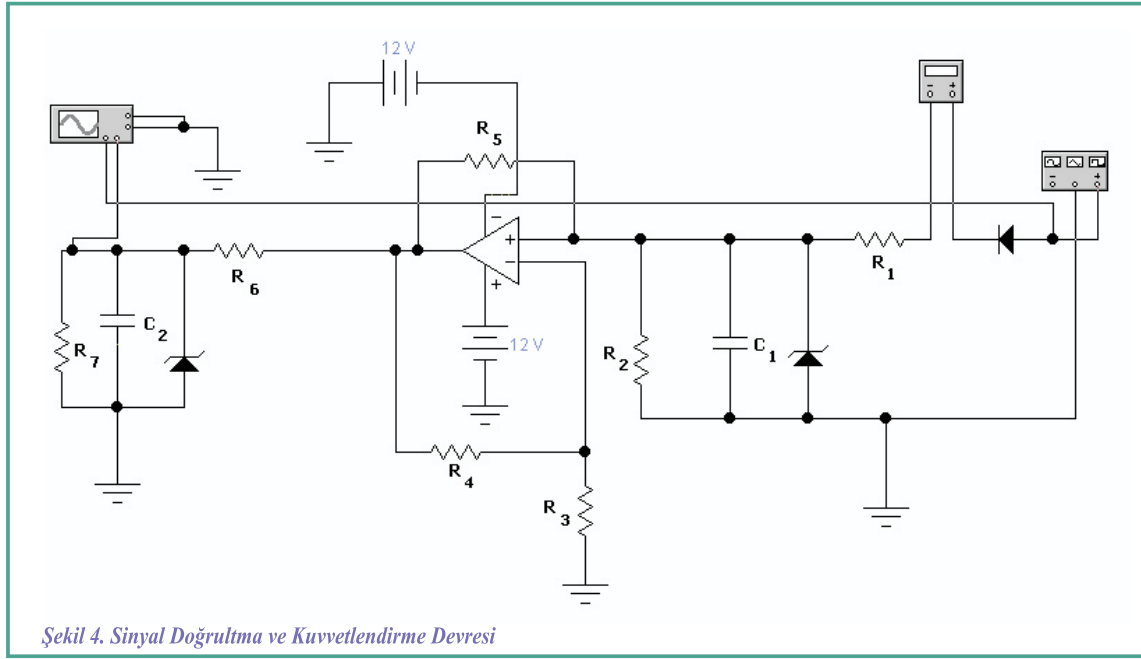 12 V
R5
R6
R7
C2
12 V
R2
C1
R1
R4
R3
Şekil 4. Sinyal Doğrultma ve Kuvvetlendirme Devresi